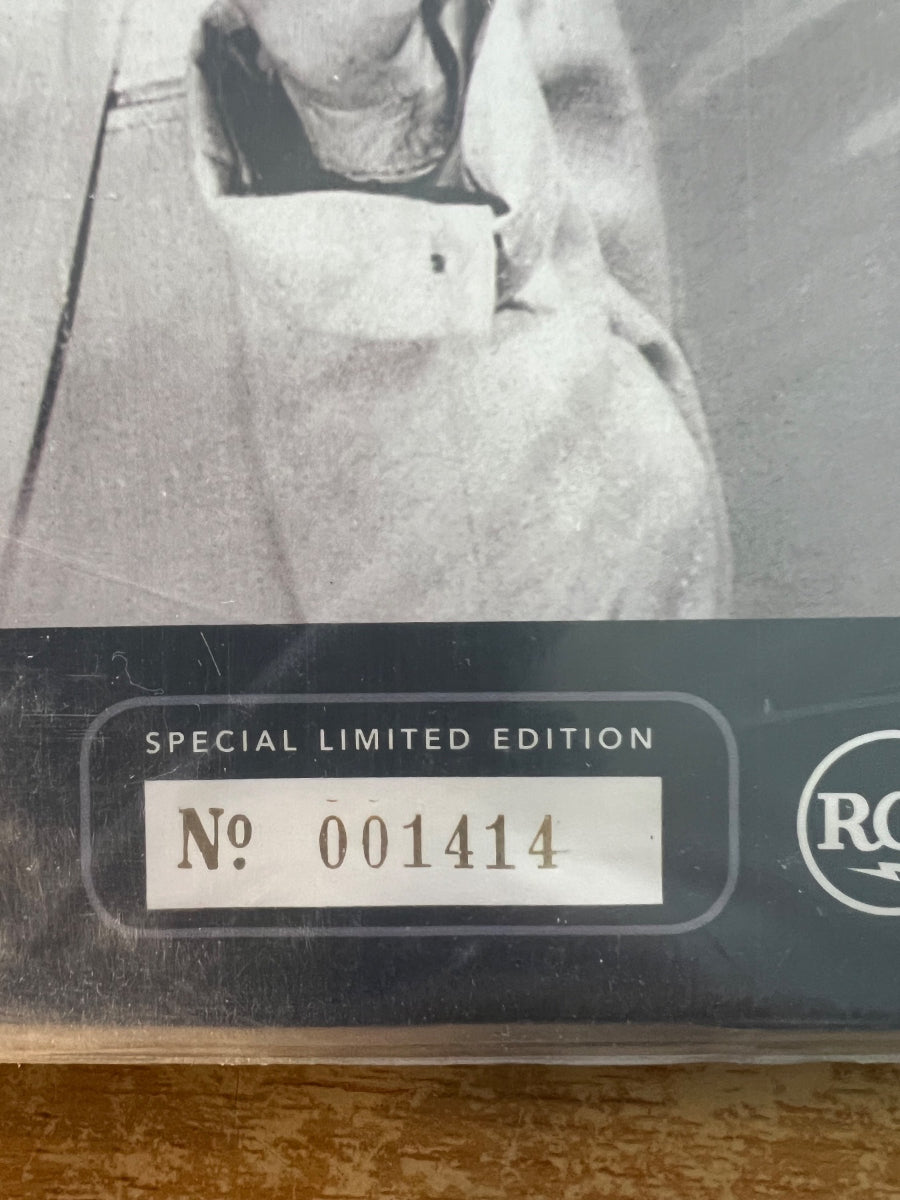 SPECIAL LIMITED EDITION
Nº 001414